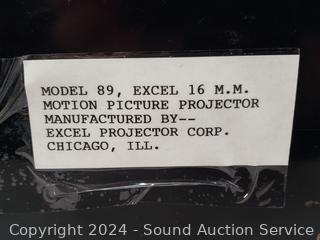 MODEL 89, EXCEL 16 M.M.
MOTION PICTURE PROJECTOR
MANUFACTURED BY--
EXCEL PROJECTOR CORP.
CHICAGO, ILL.
Copyright 2024 - Sound Auction Service